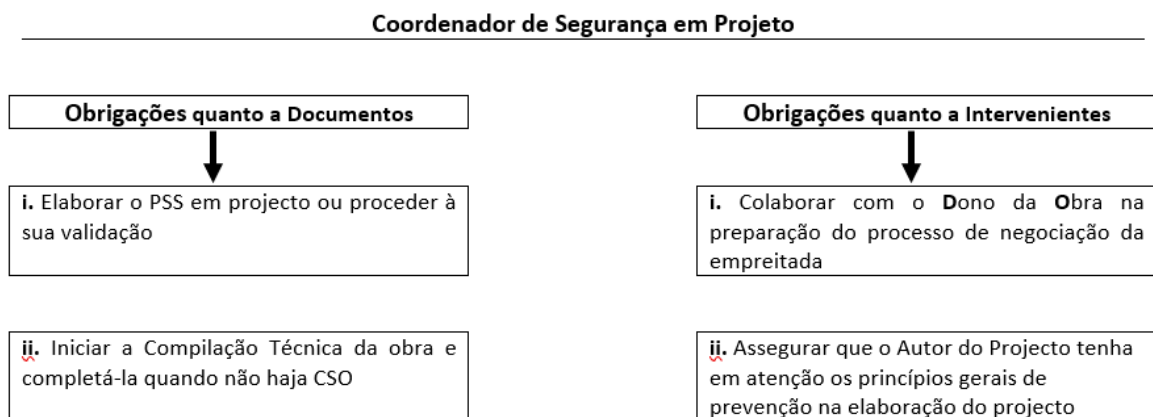 Coordenador de Segurança em Projeto
Obrigações quanto a Documentos
i. Elaborar o PSS em projecto ou proceder à
sua validação
ii. Iniciar a Compilação Técnica da obra e
completá-la quando não haja CSO
Obrigações quanto a Intervenientes
i. Colaborar com o Dono da Obra na
preparação do processo de negociação da
empreitada
ii. Assegurar que o Autor do Projecto tenha
em atenção os princípios gerais de
prevenção na elaboração do projecto